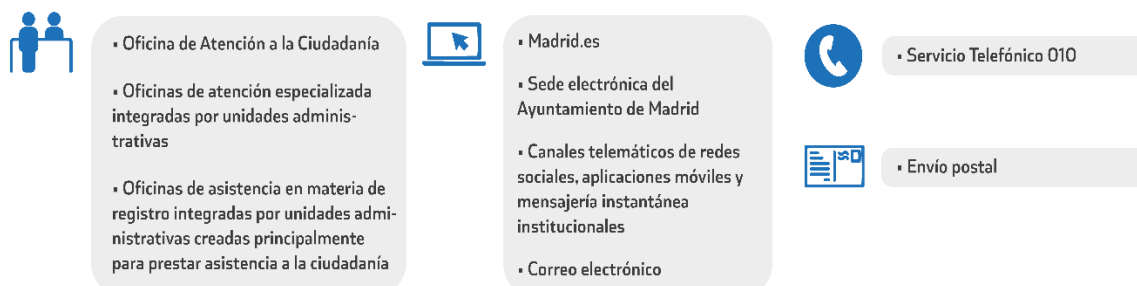 ▪ Oficina de Atención a la Ciudadanía
▪ Oficinas de atención especializada
integradas por unidades adminis-
trativas
▪ Oficinas de asistencia en materia de
registro integradas por unidades admi-
nistrativas creadas principalmente
para prestar asistencia a la ciudadanía
▪ Madrid.es
▪ Sede electrónica del
Ayuntamiento de Madrid
▪ Canales telemáticos de redes
sociales, aplicaciones móviles y
mensajería instantánea
institucionales
▪ Correo electrónico
▪ Servicio Telefónico 010
▪ Envío postal